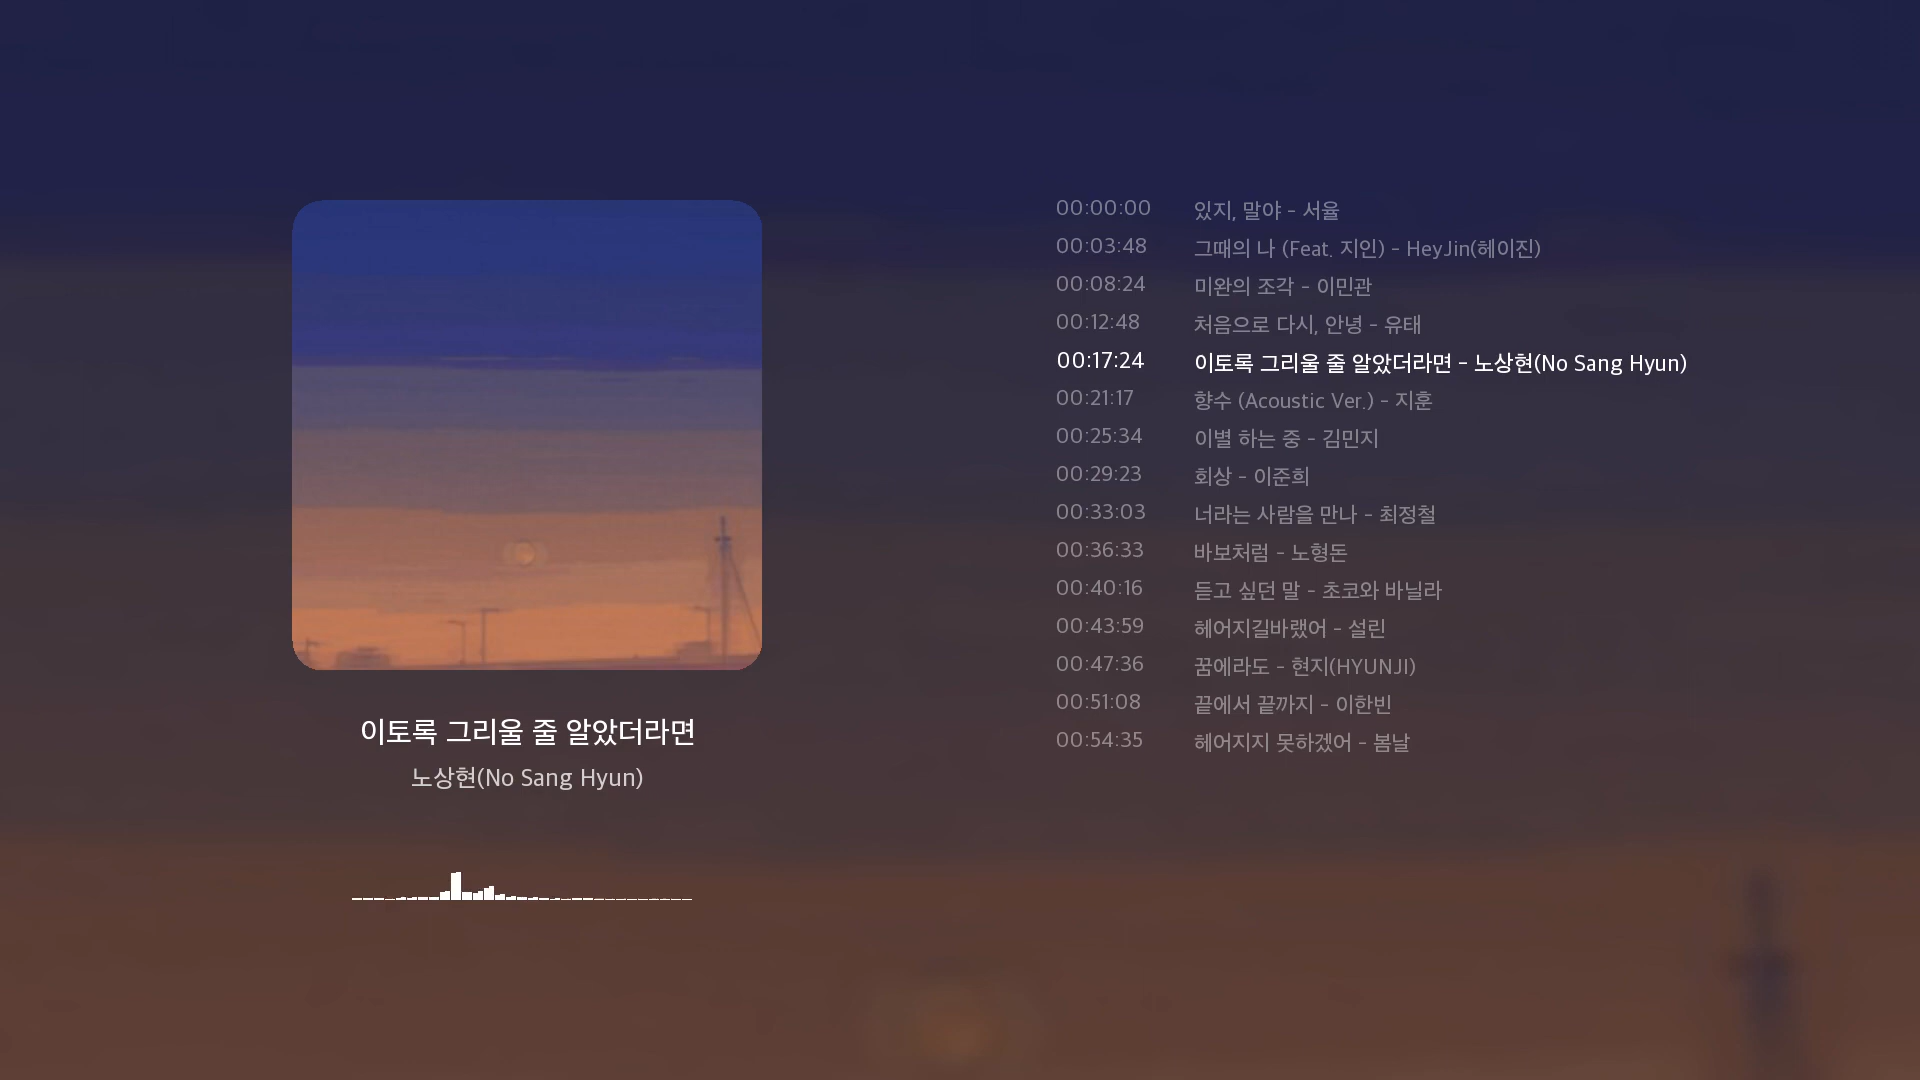 00:00:00 있지, 말야 - 서율
00:03:48 그때의 나 (Feat. 지인) - HeyJin(헤이진)
00:08:24 미완의 조각 - 이민관
00:12:48 처음으로 다시, 안녕 - 유태
00:17:24 이토록 그리울 줄 알았더라면 - 노상현(No Sang Hyun)
00:21:17 향수 (Acoustic Ver.) - 지훈
00:25:34 이별 하는 중 - 김민지
00:29:23 회상 - 이준희
00:33:03 너라는 사람을 만나 - 최정철
00:36:33 바보처럼 - 노형돈
00:40:16 듣고 싶던 말 - 초코와 바닐라
00:43:59 헤어지길바랬어 - 설린
00:47:36 꿈에라도 - 현지(HYUNJI)
00:51:08 끝에서 끝까지 - 이한빈
00:54:35 헤어지지 못하겠어 - 봄날
이토록 그리울 줄 알았더라면
노상현(No Sang Hyun)